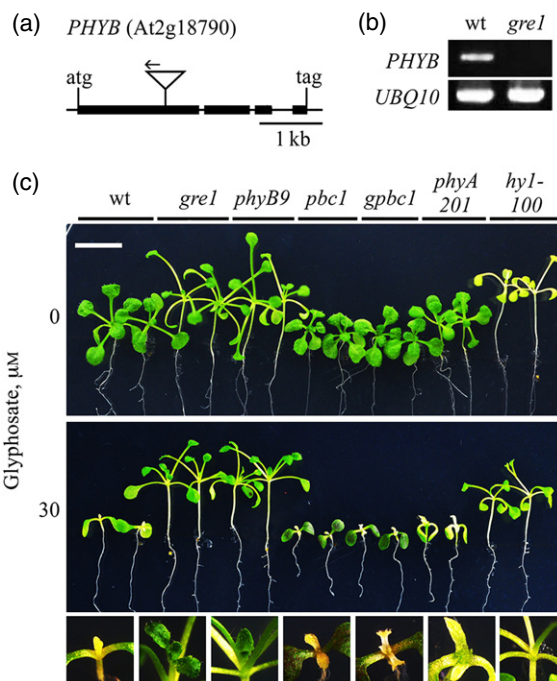 (a)
PHYB (At2g18790)
atg
tag
1 kb
(b)
wt gre1
PHYB
UBQ10
(c)
wt gre1 phyB9 pbc1 gpbc1 phyA 201 hy1-100
0
Glyphosate, μM
30